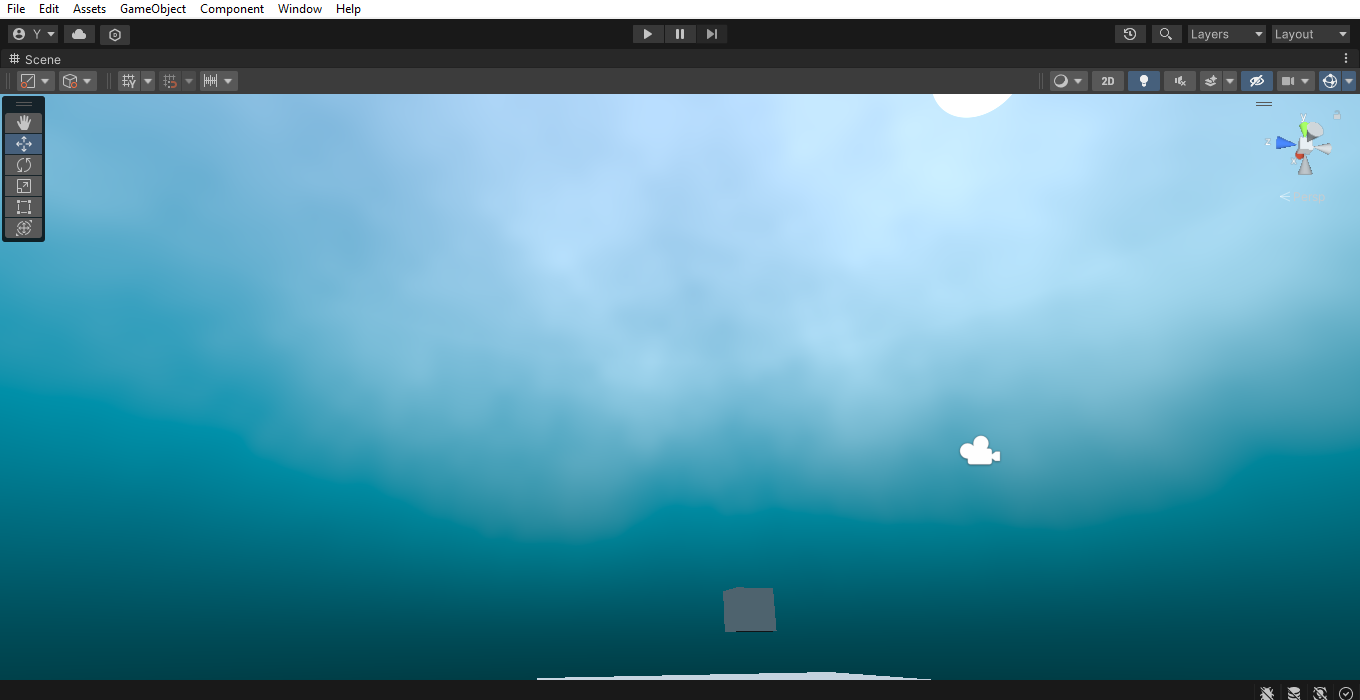 File Edit Assets GameObject Component Window Help
Y Layers Layout
Scene
2D
y
z
x
Persp